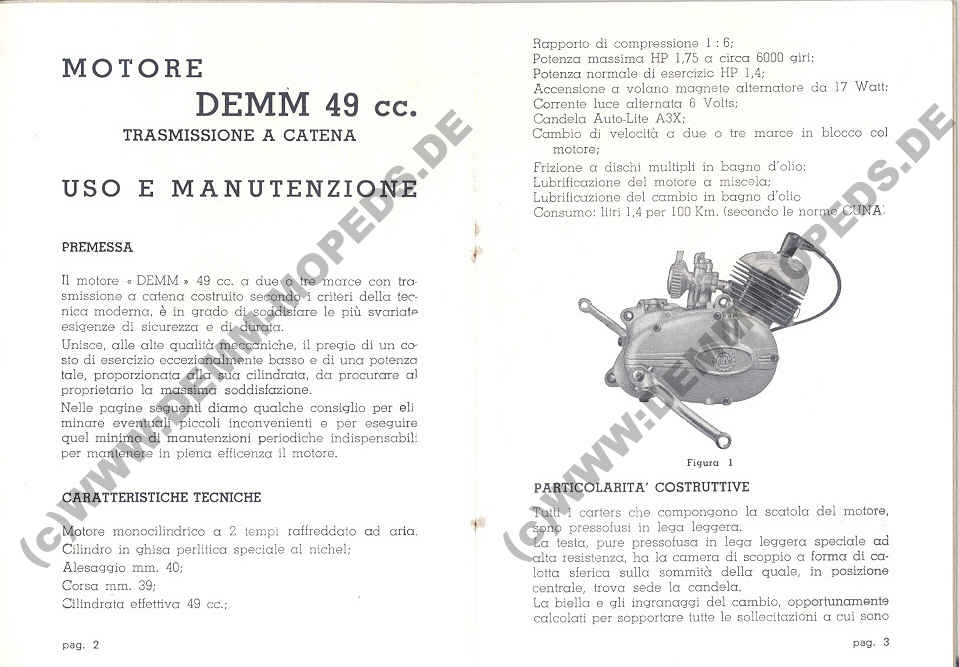 MOTORE
DEMM 49 cc.
TRASMISSIONE A CATENA
USO E MANUTENZIONE
PREMESSA
Il motore « DEMM » 49 cc. a due o tre marce con tra-
smissione a catena costruito secondo i criteri della tec-
nica moderna, è in grado di soddisfare le più svariate
esigenze di sicurezza e di durata.
Unisce, alle alte qualità meccaniche, il pregio di un co-
sto di esercizio eccezionalmente basso e di una potenza
tale, proporzionata alla sua cilindrata, da procurare al
proprietario la massima soddisfazione.
Nelle pagine seguenti diamo qualche consiglio per eli
minare eventuali piccoli inconvenienti e per eseguire
quel minimo di manutenzioni periodiche indispensabili
per mantenere in piena efficenza il motore.
CARATTERISTICHE TECNICHE
Motore monocilindrico a 2 tempi raffreddato ad aria.
Cilindro in ghisa perlitica speciale al nichel;
Alesaggio mm. 40;
Corsa mm. 39;
Cilindrata effettiva 49 cc.;
pag. 2
Rapporto di compressione 1 : 6;
Potenza massima HP 1,75 a circa 6000 giri;
Potenza normale di esercizio HP 1,4;
Accensione a volano magnete alternatore da 17 Watt;
Corrente luce alternata 6 Volts;
Candela Auto-Lite A3X;
Cambio di velocità a due o tre marce in blocco col
motore;
Frizione a dischi multipli in bagno d'olio;
Lubrificazione del motore a miscela;
Lubrificazione del cambio in bagno d'olio
Consumo: litri 1,4 per 100 Km. (secondo le norme CUNA)
Figura 1
PARTICOLARITA' COSTRUTTIVE
Tutti i carters che compongono la scatola del motore,
sono pressofusi in lega leggera.
La testa, pure pressofusa in lega leggera speciale ad
alta resistenza, ha la camera di scoppio a forma di ca-
lotta sferica sulla sommità della quale, in posizione
centrale, trova sede la candela.
La biella e gli ingranaggi del cambio, opportunamente
calcolati per sopportare tutte le sollecitazioni a cui sono
pag. 3
(c)WWW.DEMM-MOPEDS.DE
(c)WWW.DEMM-MOPEDS.DE